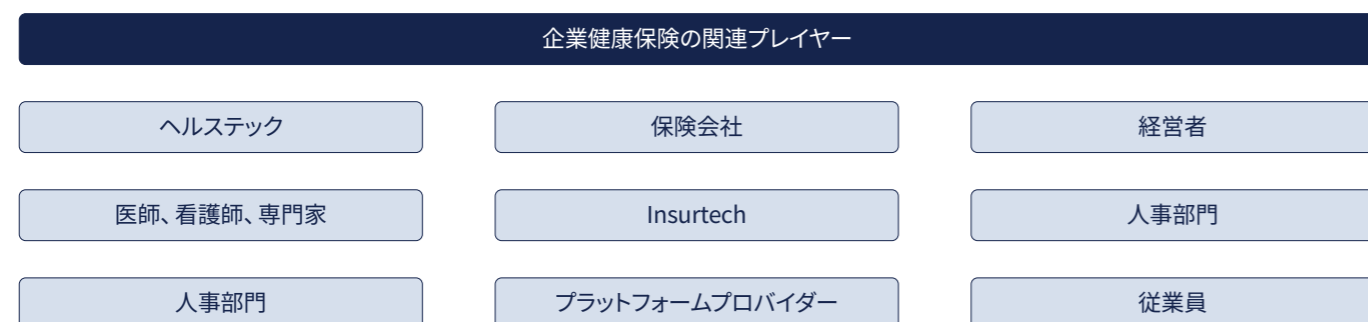 企業健康保険の関連プレイヤー
ヘルステック
保険会社
経営者
医師、看護師、専門家
Insurtech
人事部門
人事部門
プラットフォームプロバイダー
従業員